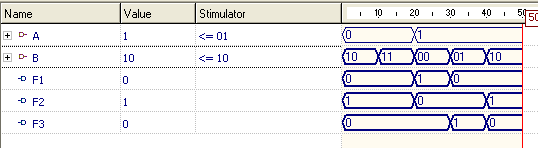 Name Value Stimulator 10 20 30 40 50
A 1 <= 01 0 1
B 10 <= 10 10 11 00 01 10
F1 0 0 1 0
F2 1 1 0 1
F3 0 0 1 0